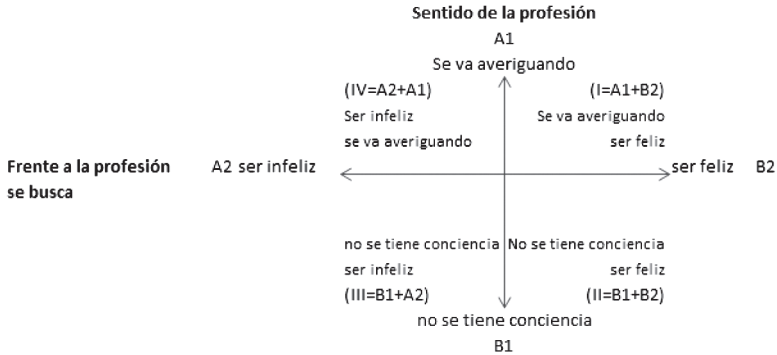 Sentido de la profesión
A1
Se va averiguando
(IV=A2+A1) (I=A1+B2)
Ser infeliz Se va averiguando
se va averiguando ser feliz
Frente a la profesión A2 ser infeliz ser feliz B2
se busca
no se tiene conciencia No se tiene conciencia
ser infeliz ser feliz
(III=B1+A2) (II=B1+B2)
no se tiene conciencia
B1